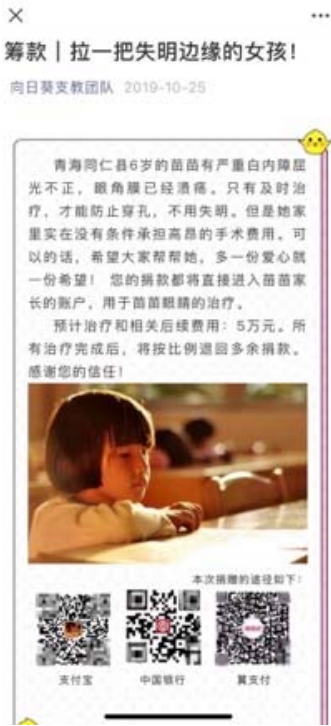 筹款｜拉一把失明边缘的女孩！
向日葵支教团队 2019-10-25
青海同仁县6岁的苗苗有严重白内障屈
光不正，眼角膜已经溃疡。只有及时治
疗，才能防止穿孔，不用失明。但是她家
里实在没有条件承担高昂的手术费用。可
以的话，希望大家帮帮她，多一份爱心就
一份希望！ 您的捐款都将直接进入苗苗家
长的账户，用于苗苗眼睛的治疗。
预计治疗和相关后续费用：5万元。所
有治疗完成后，将按比例退回多余捐款。
感谢您的信任！
本次捐赠的途径如下：
支付宝 中国银行 翼支付